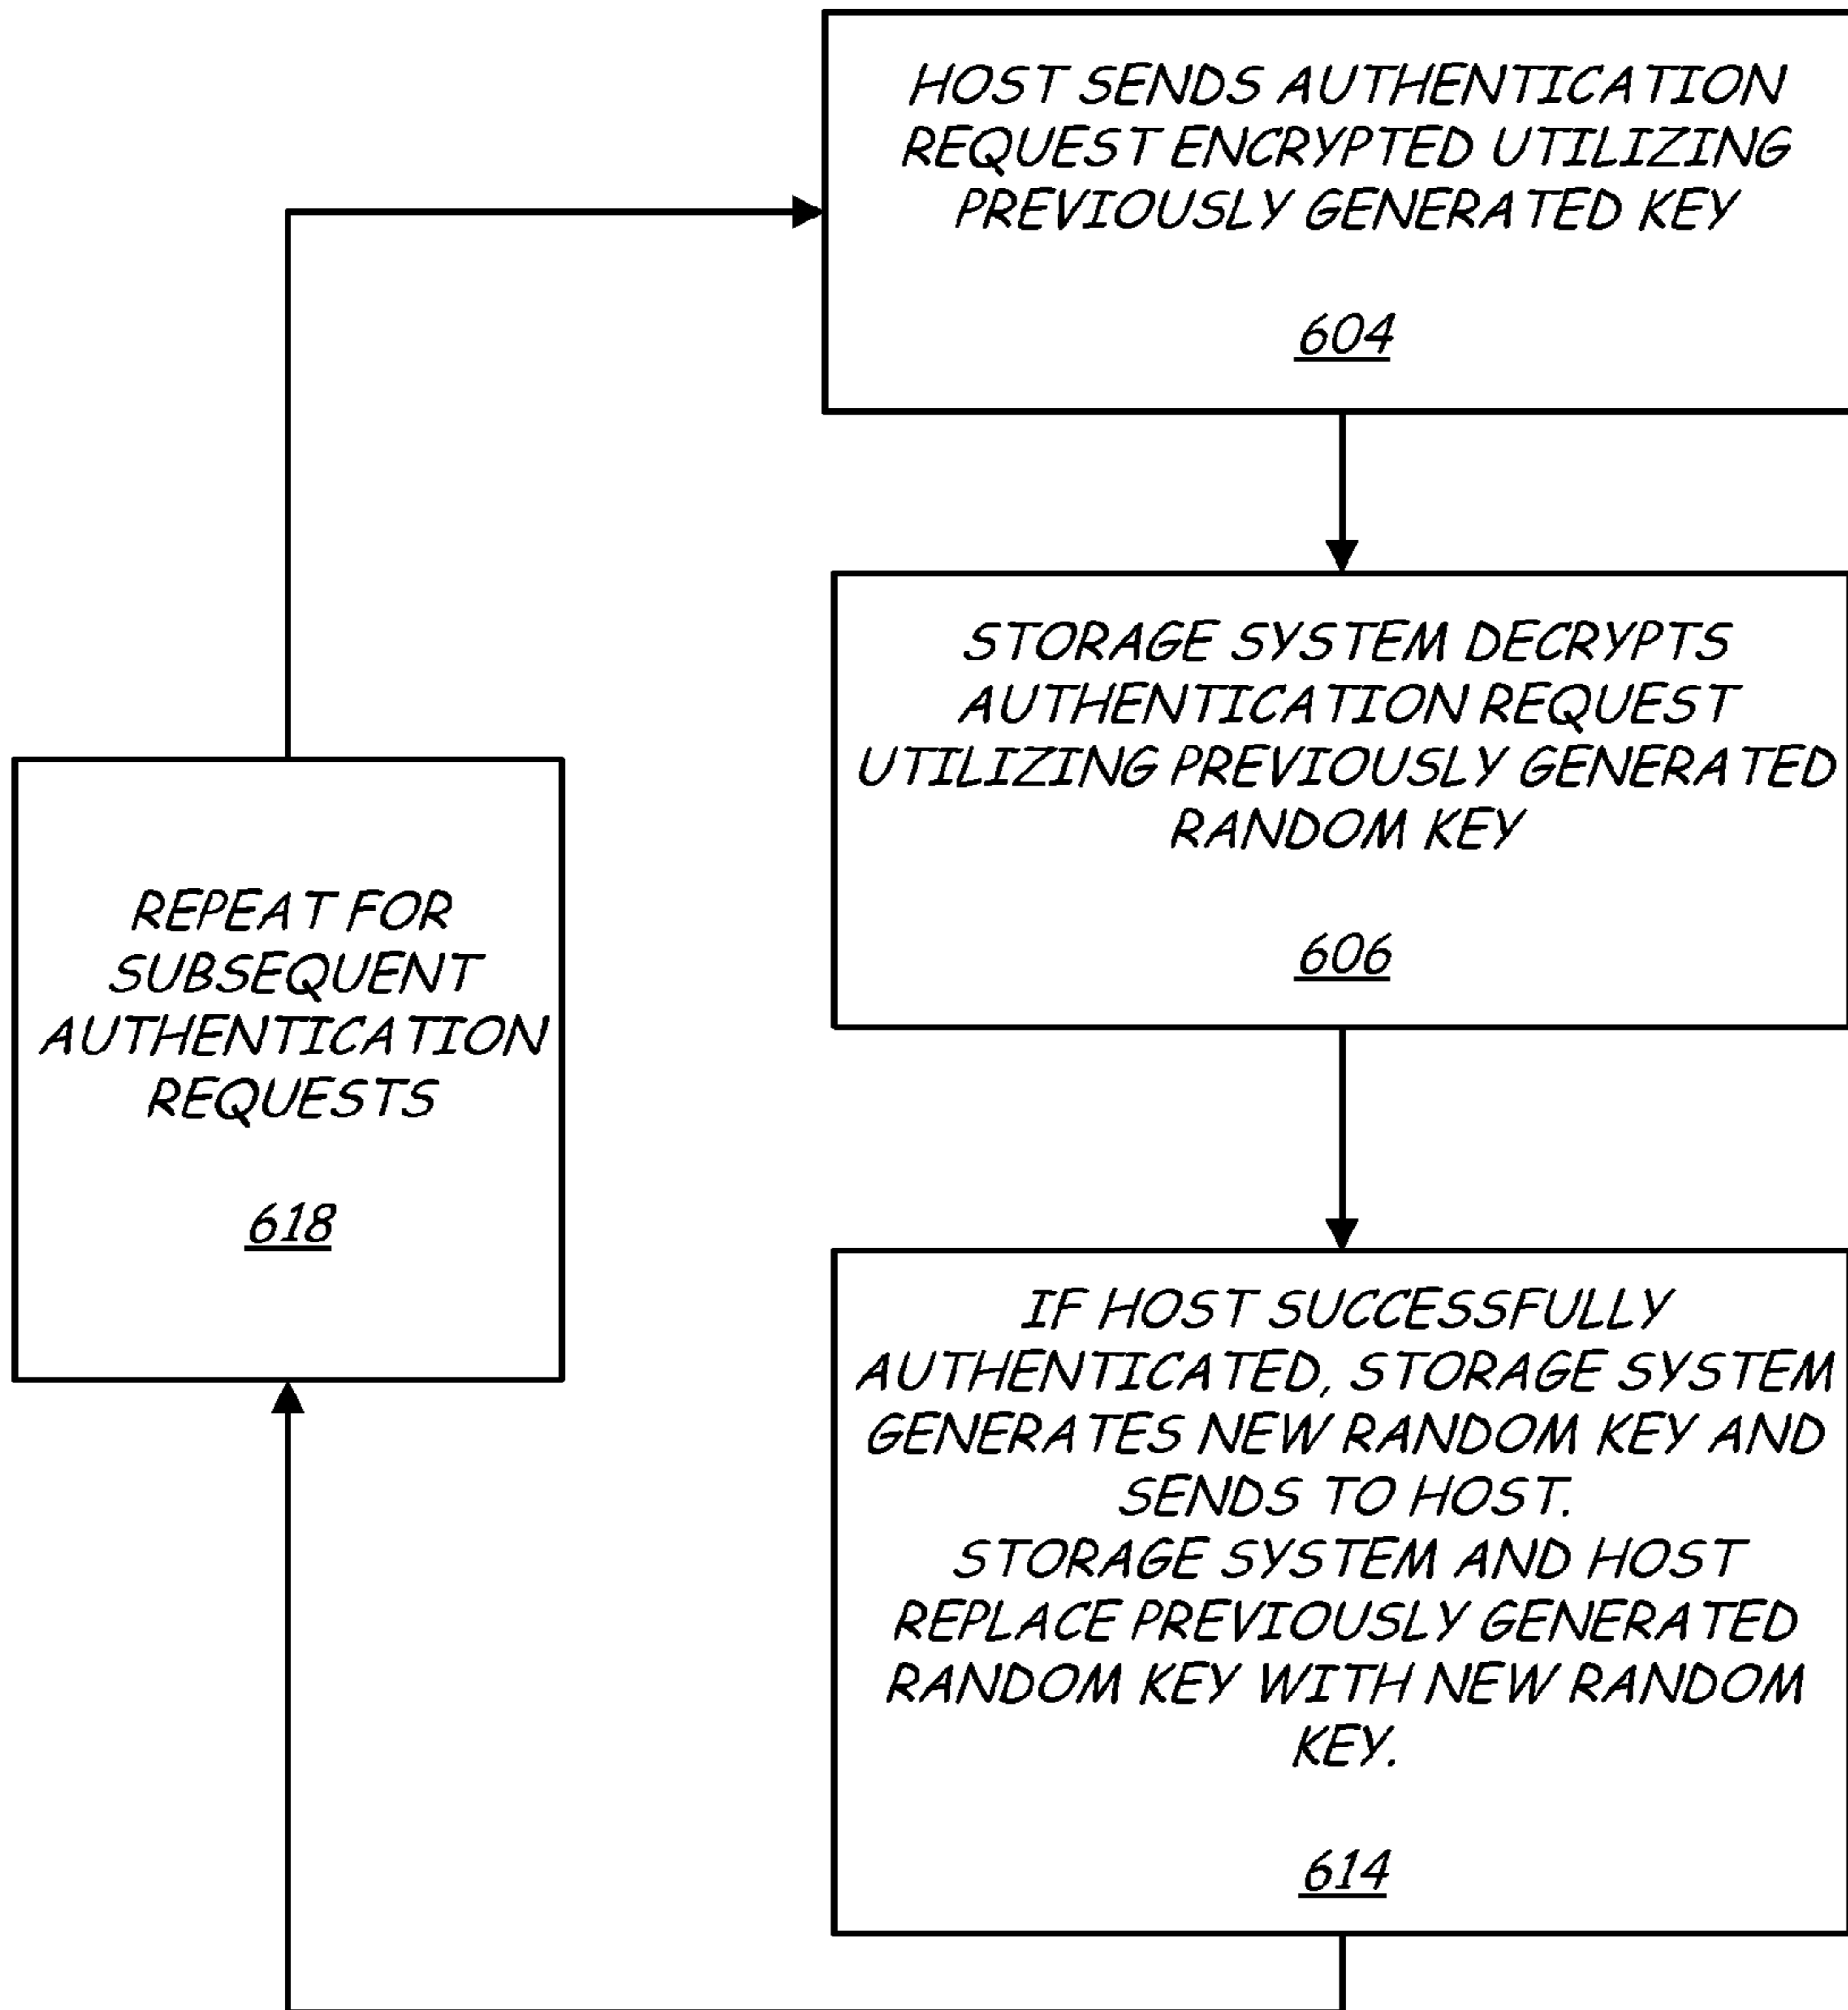 HOST SENDS AUTHENTICATION
REQUEST ENCRYPTED UTILIZING
PREVIOUSLY GENERATED KEY
604
STORAGE SYSTEM DECRYPTS
AUTHENTICATION REQUEST
UTILIZING PREVIOUSLY GENERATED
RANDOM KEY
606
IF HOST SUCCESSFULLY
AUTHENTICATED, STORAGE SYSTEM
GENERATES NEW RANDOM KEY AND
SENDS TO HOST.
STORAGE SYSTEM AND HOST
REPLACE PREVIOUSLY GENERATED
RANDOM KEY WITH NEW RANDOM
KEY.
614
REPEAT FOR
SUBSEQUENT
AUTHENTICATION
REQUESTS
618